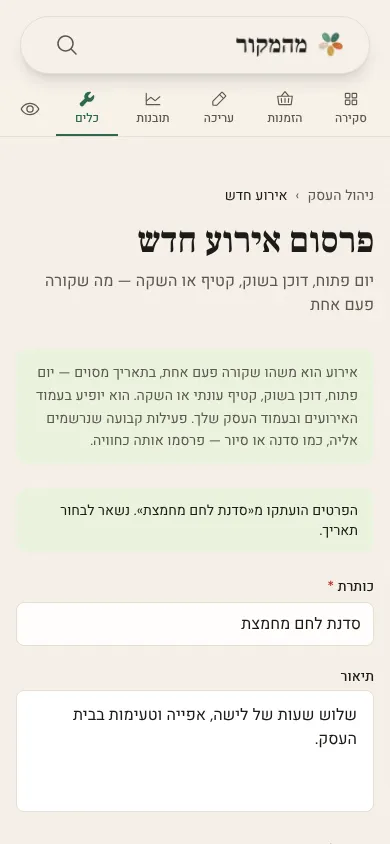 מהמקור
סקירה
הזמנות
עריכה
תובנות
כלים
ניהול העסק › אירוע חדש
פרסום אירוע חדש
יום פתוח, דוכן בשוק, קטיף או השקה — מה שקורה
פעם אחת
אירוע הוא משהו שקורה פעם אחת, בתאריך מסוים — יום
פתוח, דוכן בשוק, קטיף עונתי או השקה. הוא יופיע בעמוד
האירועים ובעמוד העסק שלך. פעילות קבועה שנרשמים
אליה, כמו סדנה או סיור — פרסמו אותה כחוויה.
הפרטים הועתקו מ«סדנת לחם מחמצת». נשאר לבחור
תאריך.
כותרת *
סדנת לחם מחמצת
תיאור
שלוש שעות של לישה, אפייה וטעימות בבית
העסק.